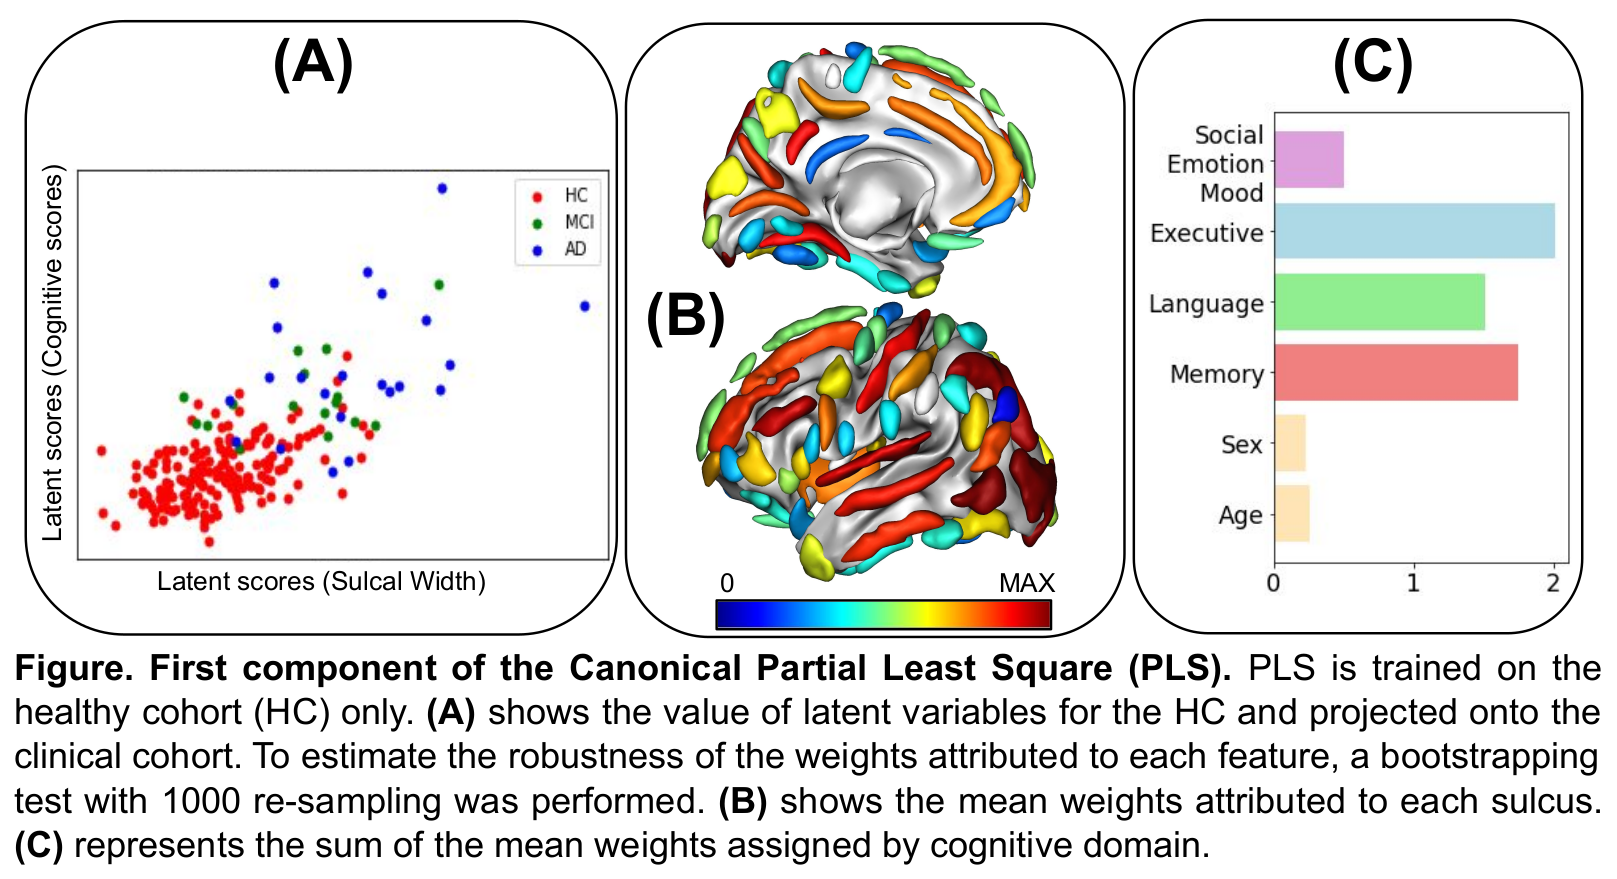 (A)
Latent scores (Cognitive scores)
HC
MCI
AD
Latent scores (Sulcal Width)
(B)
0 MAX
(C)
Social
Emotion
Mood
Executive
Language
Memory
Sex
Age
0 1 2
Figure. First component of the Canonical Partial Least Square (PLS). PLS is trained on the
healthy cohort (HC) only. (A) shows the value of latent variables for the HC and projected onto the
clinical cohort. To estimate the robustness of the weights attributed to each feature, a bootstrapping
test with 1000 re-sampling was performed. (B) shows the mean weights attributed to each sulcus.
(C) represents the sum of the mean weights assigned by cognitive domain.